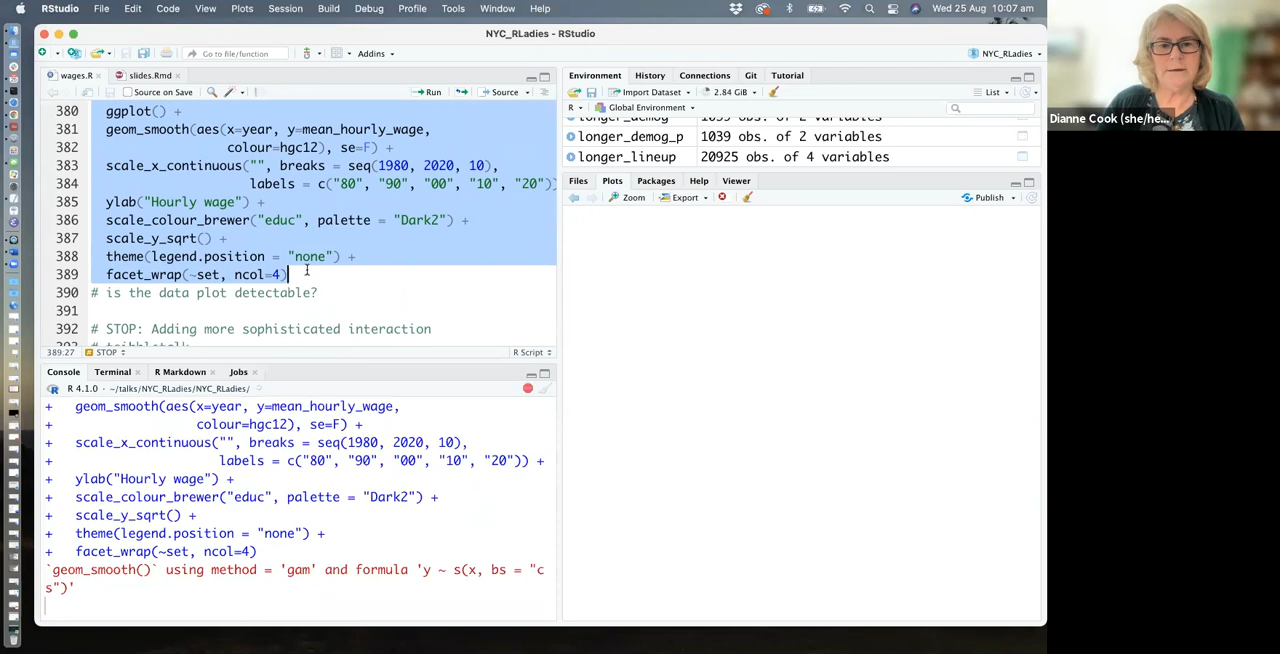 RStudio File Edit Code View Plots Session Build Debug Profile Tools Window Help Wed 25 Aug 10:07 am
NYC_RLadies - RStudio
Go to file/function Addins NYC_RLadies
wages.R slides.Rmd
Source on Save Run Source
380 ggplot() +
381 geom_smooth(aes(x=year, y=mean_hourly_wage,
382 colour=hgc12), se=F) +
383 scale_x_continuous("", breaks = seq(1980, 2020, 10),
384 labels = c("80", "90", "00", "10", "20"))
385 ylab("Hourly wage") +
386 scale_colour_brewer("educ", palette = "Dark2") +
387 scale_y_sqrt() +
388 theme(legend.position = "none") +
389 facet_wrap(~set, ncol=4)
390 # is the data plot detectable?
391
392 # STOP: Adding more sophisticated interaction
389:27 STOP R Script
Console Terminal R Markdown Jobs
R 4.1.0 · ~/talks/NYC_RLadies/NYC_RLadies/
+ geom_smooth(aes(x=year, y=mean_hourly_wage,
+ colour=hgc12), se=F) +
+ scale_x_continuous("", breaks = seq(1980, 2020, 10),
+ labels = c("80", "90", "00", "10", "20")) +
+ ylab("Hourly wage") +
+ scale_colour_brewer("educ", palette = "Dark2") +
+ scale_y_sqrt() +
+ theme(legend.position = "none") +
+ facet_wrap(~set, ncol=4)
`geom_smooth()` using method = 'gam' and formula 'y ~ s(x, bs = "c
s")'
Environment History Connections Git Tutorial
Import Dataset 2.84 GiB List
R Global Environment
longer_demog 1039 obs. of 2 variables
longer_demog_p 1039 obs. of 2 variables
longer_lineup 20925 obs. of 4 variables
Files Plots Packages Help Viewer
Zoom Export Publish
Dianne Cook (she/he...